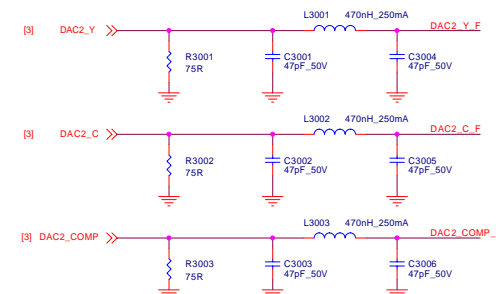 L3001 470nH_250mA
[3] DAC2_Y DAC2_Y_F
R3001 C3001 C3004
75R 47pF_50V 47pF_50V
L3002 470nH_250mA
[3] DAC2_C DAC2_C_F
R3002 C3002 C3005
75R 47pF_50V 47pF_50V
L3003 470nH_250mA
[3] DAC2_COMP DAC2_COMP_
R3003 C3003 C3006
75R 47pF_50V 47pF_50V